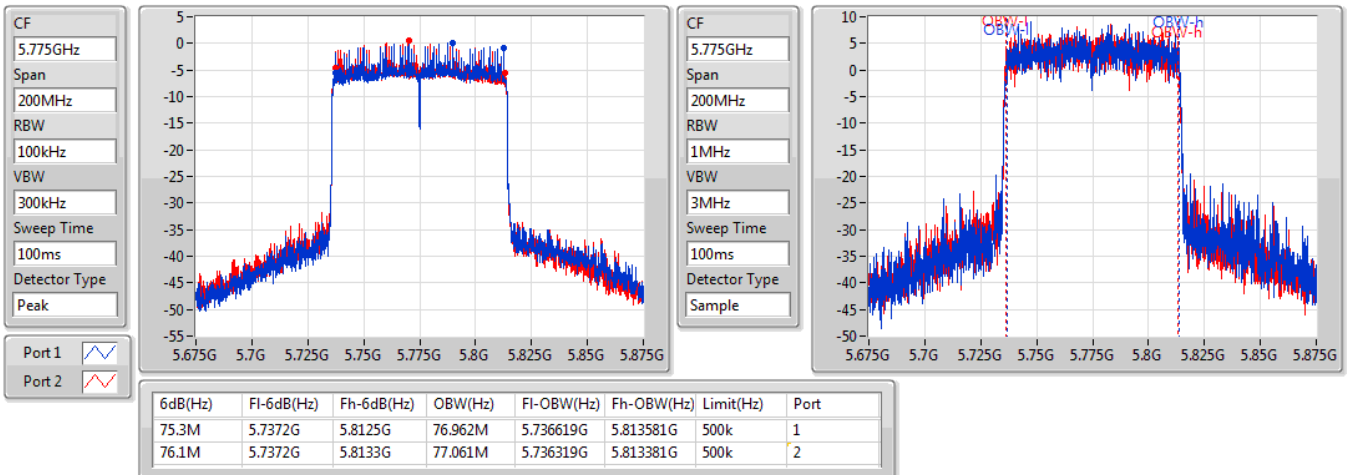 CF
5.775GHz
Span
200MHz
RBW
100kHz
VBW
300kHz
Sweep Time
100ms
Detector Type
Peak
Port 1
Port 2
5
0
-5
-10
-15
-20
-25
-30
-35
-40
-45
-50
-55
5.675G 5.7G 5.725G 5.75G 5.775G 5.8G 5.825G 5.85G 5.875G
CF
5.775GHz
Span
200MHz
RBW
1MHz
VBW
3MHz
Sweep Time
100ms
Detector Type
Sample
10
5
0
-5
-10
-15
-20
-25
-30
-35
-40
-45
-50
OBW-l
OBW-l
OBW-h
OBW-h
5.675G 5.7G 5.725G 5.75G 5.775G 5.8G 5.825G 5.85G 5.875G
6dB(Hz) Fl-6dB(Hz) Fh-6dB(Hz) OBW(Hz) Fl-OBW(Hz) Fh-OBW(Hz) Limit(Hz) Port
75.3M 5.7372G 5.8125G 76.962M 5.736619G 5.813581G 500k 1
76.1M 5.7372G 5.8133G 77.061M 5.736319G 5.813381G 500k 2